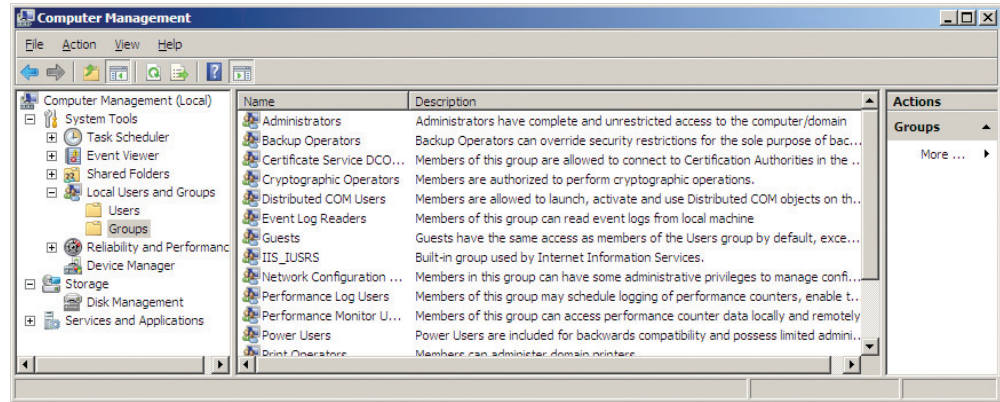 Computer Management
File Action View Help
Computer Management (Local)
System Tools
Task Scheduler
Event Viewer
Shared Folders
Local Users and Groups
Users
Groups
Reliability and Performanc
Device Manager
Storage
Disk Management
Services and Applications
Name Description
Administrators Administrators have complete and unrestricted access to the computer/domain
Backup Operators Backup Operators can override security restrictions for the sole purpose of bac...
Certificate Service DCO... Members of this group are allowed to connect to Certification Authorities in the ..
Cryptographic Operators Members are authorized to perform cryptographic operations.
Distributed COM Users Members are allowed to launch, activate and use Distributed COM objects on th..
Event Log Readers Members of this group can read event logs from local machine
Guests Guests have the same access as members of the Users group by default, exce...
IIS_IUSRS Built-in group used by Internet Information Services.
Network Configuration ... Members in this group can have some administrative privileges to manage confi...
Performance Log Users Members of this group may schedule logging of performance counters, enable t..
Performance Monitor U... Members of this group can access performance counter data locally and remotely
Power Users Power Users are included for backwards compatibility and possess limited admini..
Print Operators Members can administer domain printers
Actions
Groups
More ...